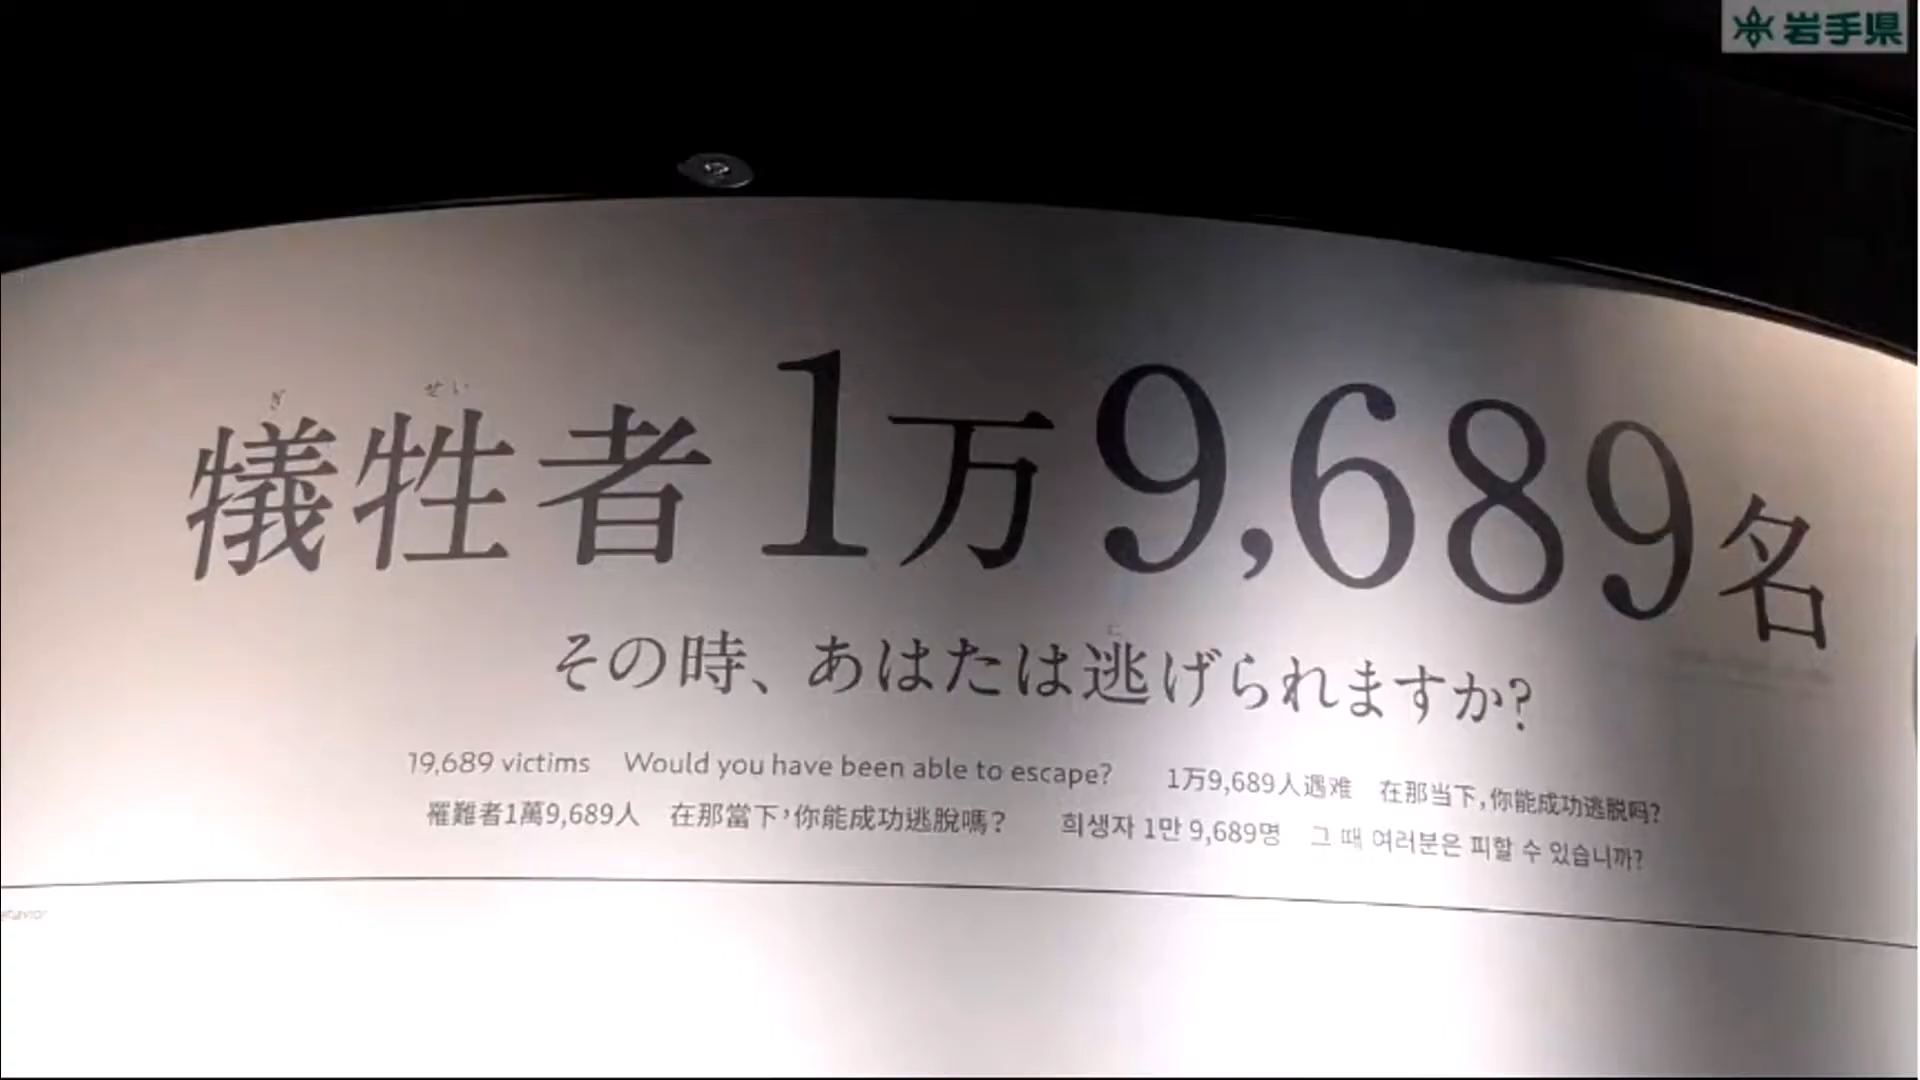 岩手県
ぎ せい
犠牲者 1万9,689名
に
その時、あはたは逃げられますか?
19,689 victims Would you have been able to escape? 1万9,689人遇难 在那当下,你能成功逃脱吗?
罹難者1萬9,689人 在那當下,你能成功逃脫嗎? 희생자 1만 9,689명 그 때 여러분은 피할 수 있습니까?